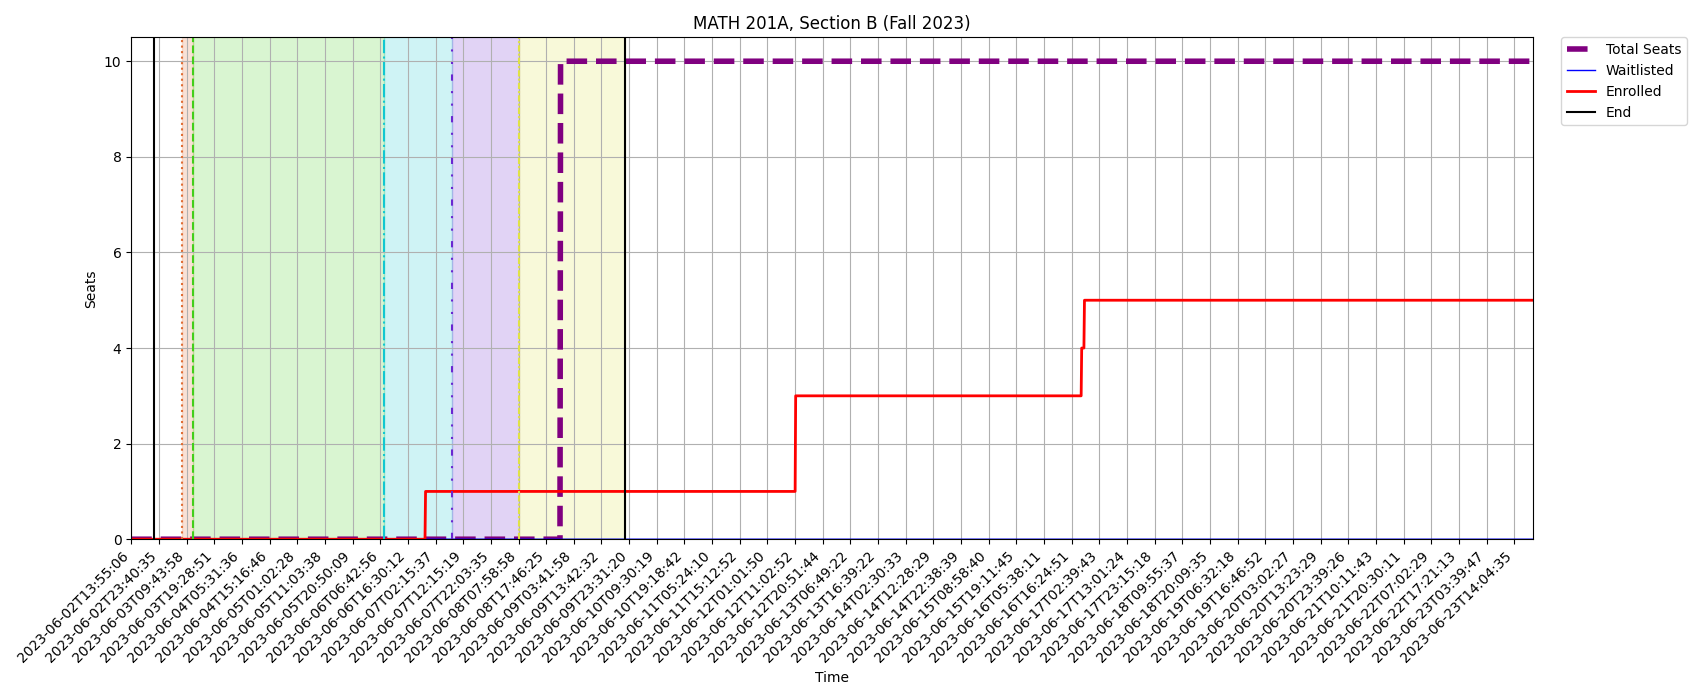 MATH 201A, Section B (Fall 2023)
Total Seats
Waitlisted
Enrolled
End
10
8
6
4
2
0
Seats
2023-06-02T13:55:06
2023-06-02T23:40:35
2023-06-03T09:43:58
2023-06-03T19:28:51
2023-06-04T05:31:36
2023-06-04T15:16:46
2023-06-05T01:02:28
2023-06-05T11:03:38
2023-06-05T20:50:09
2023-06-06T06:42:56
2023-06-06T16:30:12
2023-06-07T02:15:37
2023-06-07T12:15:19
2023-06-07T22:03:35
2023-06-08T07:58:58
2023-06-08T17:46:25
2023-06-09T03:41:58
2023-06-09T13:42:32
2023-06-09T23:31:20
2023-06-10T09:30:19
2023-06-10T19:18:42
2023-06-11T05:24:10
2023-06-11T15:12:52
2023-06-12T01:01:50
2023-06-12T11:02:52
2023-06-12T20:51:44
2023-06-13T06:49:22
2023-06-13T16:39:22
2023-06-14T02:30:33
2023-06-14T12:28:29
2023-06-14T22:38:39
2023-06-15T08:58:40
2023-06-15T19:11:45
2023-06-16T05:38:11
2023-06-16T16:24:51
2023-06-17T02:39:43
2023-06-17T13:01:24
2023-06-17T23:15:18
2023-06-18T09:55:37
2023-06-18T20:09:35
2023-06-19T06:32:18
2023-06-19T16:46:52
2023-06-20T03:02:27
2023-06-20T13:23:29
2023-06-20T23:39:26
2023-06-21T10:11:43
2023-06-21T20:30:11
2023-06-22T07:02:29
2023-06-22T17:21:13
2023-06-23T03:39:47
2023-06-23T14:04:35
Time